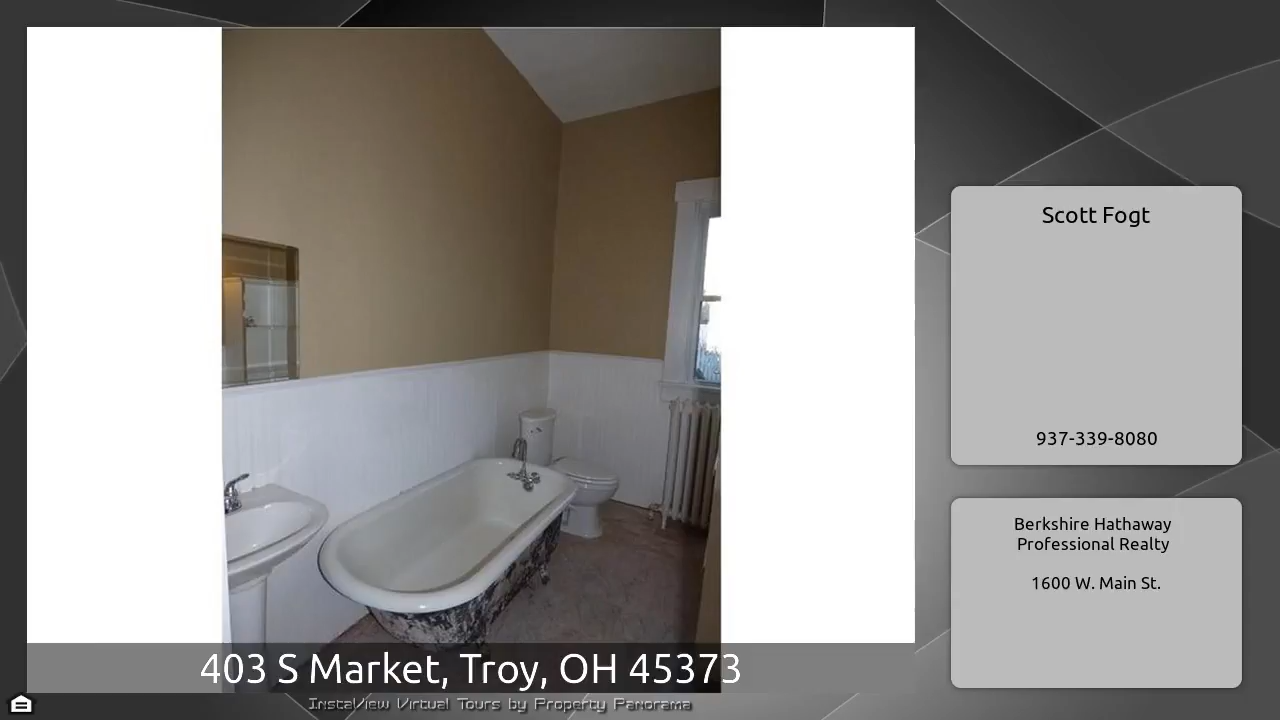 Scott Fogt
937-339-8080
Berkshire Hathaway
Professional Realty
1600 W. Main St.
403 S Market, Troy, OH 45373
InstaView Virtual Tours by Property Panorama